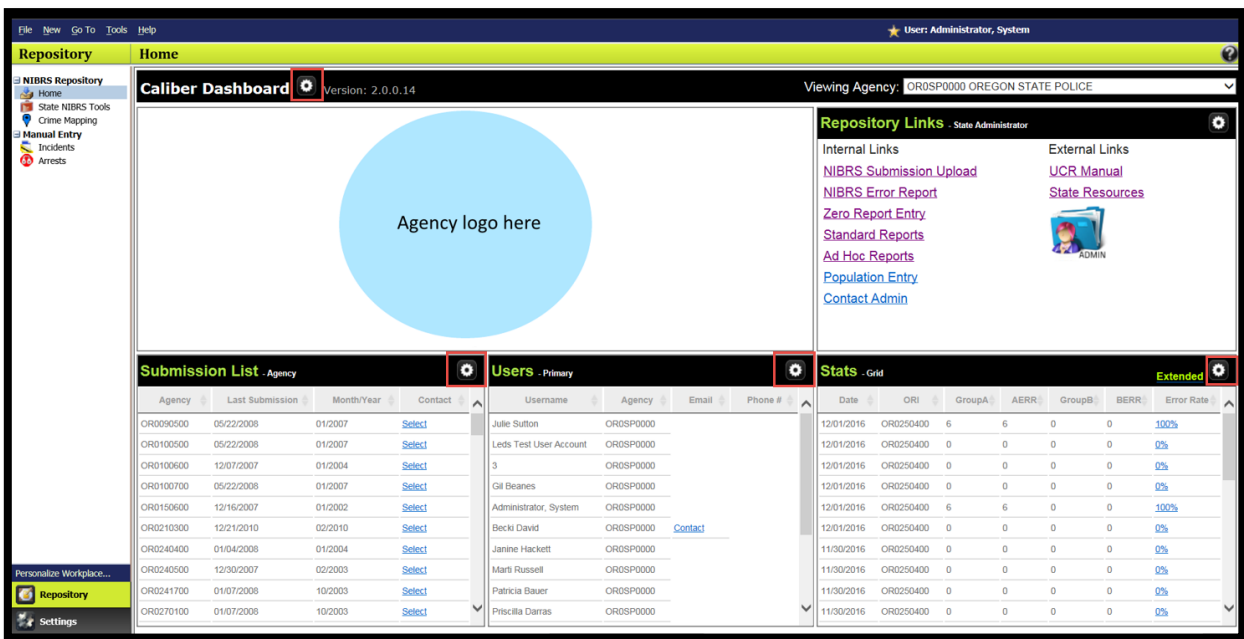 File New Go To Tools Help
User: Administrator, System
Repository
Home
NIBRS Repository
Home
State NIBRS Tools
Crime Mapping
Manual Entry
Incidents
Arrests
Personalize Workplace...
Repository
Settings
Caliber Dashboard Version: 2.0.0.14
Viewing Agency: OR0SP0000 OREGON STATE POLICE
Agency logo here
Repository Links - State Administrator
Internal Links
NIBRS Submission Upload
NIBRS Error Report
Zero Report Entry
Standard Reports
Ad Hoc Reports
Population Entry
Contact Admin
External Links
UCR Manual
State Resources
ADMIN
Submission List - Agency
Agency Last Submission Month/Year Contact
OR0090500 05/22/2008 01/2007 Select
OR0100500 05/22/2008 01/2007 Select
OR0100600 12/07/2007 01/2004 Select
OR0100700 05/22/2008 01/2007 Select
OR0150600 12/16/2007 01/2002 Select
OR0210300 12/21/2010 02/2010 Select
OR0240400 01/04/2008 01/2004 Select
OR0240500 12/30/2007 02/2003 Select
OR0241700 01/07/2008 10/2003 Select
OR0270100 01/07/2008 10/2003 Select
Users - Primary
Username Agency Email Phone #
Julie Sutton OR0SP0000
Leds Test User Account OR0SP0000
3 OR0SP0000
Gil Beanes OR0SP0000
Administrator, System OR0SP0000
Becki David OR0SP0000 Contact
Janine Hackett OR0SP0000
Marti Russell OR0SP0000
Patricia Bauer OR0SP0000
Priscilla Darras OR0SP0000
Stats - Grid
Extended
Date ORI GroupA AERR GroupB BERR Error Rate
12/01/2016 OR0250400 6 6 0 0 100%
12/01/2016 OR0250400 0 0 0 0 0%
12/01/2016 OR0250400 0 0 0 0 0%
12/01/2016 OR0250400 0 0 0 0 0%
12/01/2016 OR0250400 6 6 0 0 100%
12/01/2016 OR0250400 0 0 0 0 0%
11/30/2016 OR0250400 0 0 0 0 0%
11/30/2016 OR0250400 0 0 0 0 0%
11/30/2016 OR0250400 0 0 0 0 0%
11/30/2016 OR0250400 0 0 0 0 0%